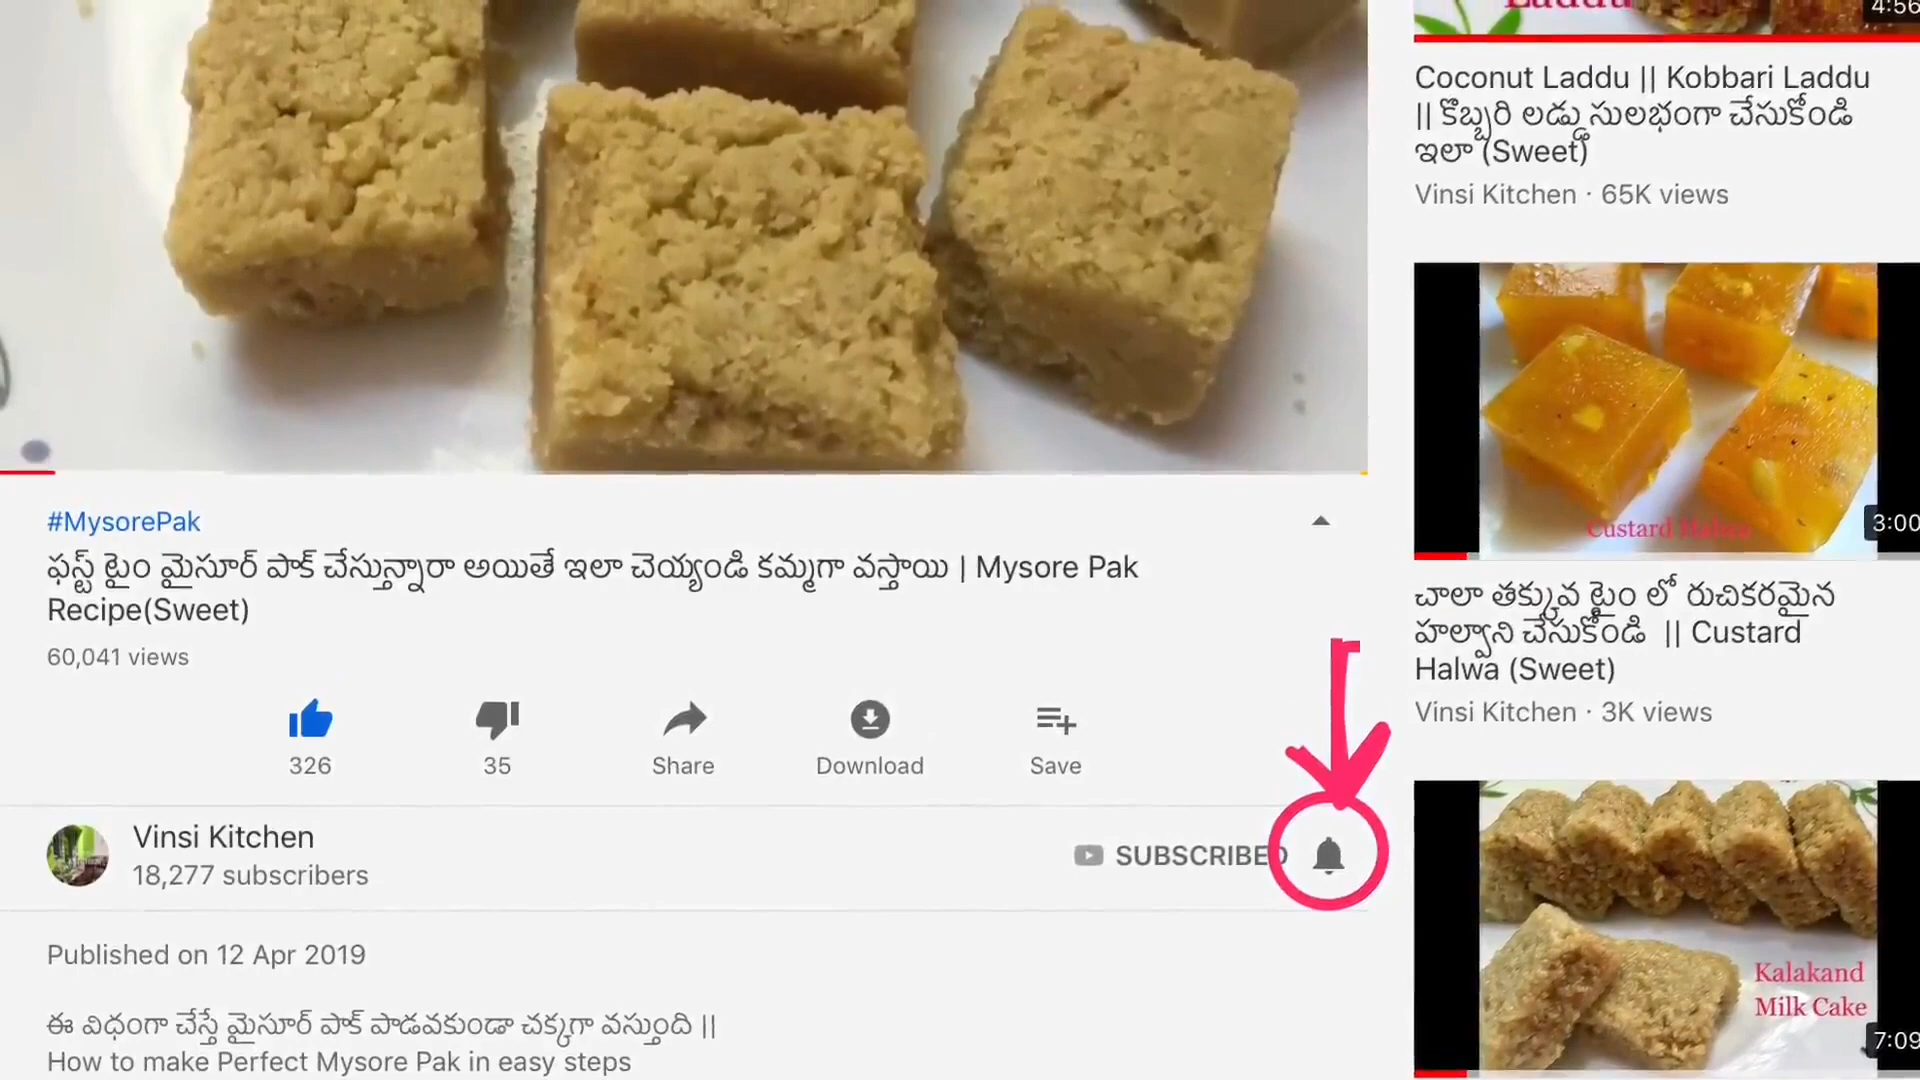 #MysorePak
ఫస్ట్ టైం మైసూర్ పాక్ చేస్తున్నారా అయితే ఇలా చెయ్యండి కమ్మగా వస్తాయి | Mysore Pak
Recipe(Sweet)
60,041 views
326
35
Share
Download
Save
Vinsi Kitchen
18,277 subscribers
SUBSCRIBED
Published on 12 Apr 2019
ఈ విధంగా చేస్తే మైసూర్ పాక్ పాడవకుండా చక్కగా వస్తుంది ||
How to make Perfect Mysore Pak in easy steps
Laddu
4:56
Coconut Laddu || Kobbari Laddu
|| కొబ్బరి లడ్డు సులభంగా చేసుకోండి
ఇలా (Sweet)
Vinsi Kitchen · 65K views
Custard Halwa
3:00
చాలా తక్కువ టైం లో రుచికరమైన
హల్వాని చేసుకోండి || Custard
Halwa (Sweet)
Vinsi Kitchen · 3K views
Kalakand
Milk Cake
7:09